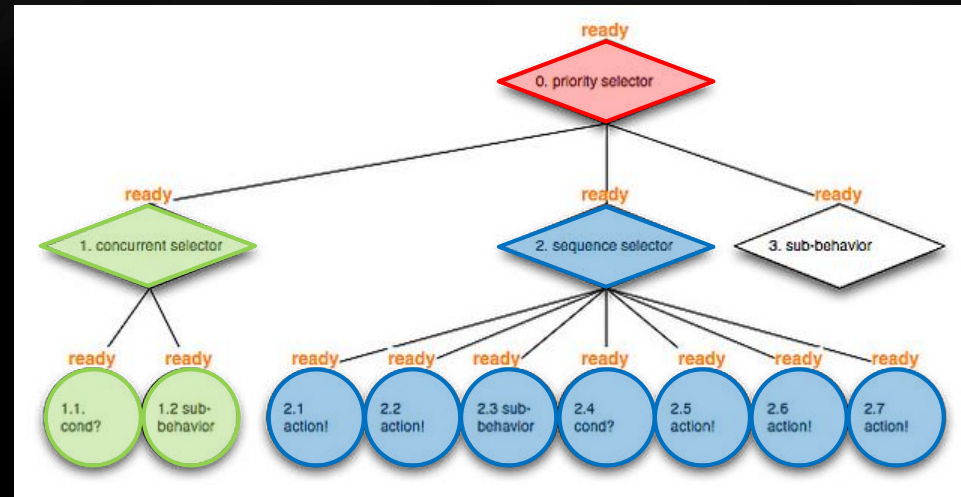 ready
0. priority selector
ready
ready
ready
1. concurrent selector
2. sequence selector
3. sub-behavior
ready
ready
ready
ready
ready
ready
ready
ready
ready
1.1.
cond?
1.2 sub-
behavior
2.1
action!
2.2
action!
2.3 sub-
behavior
2.4
cond?
2.5
action!
2.6
action!
2.7
action!